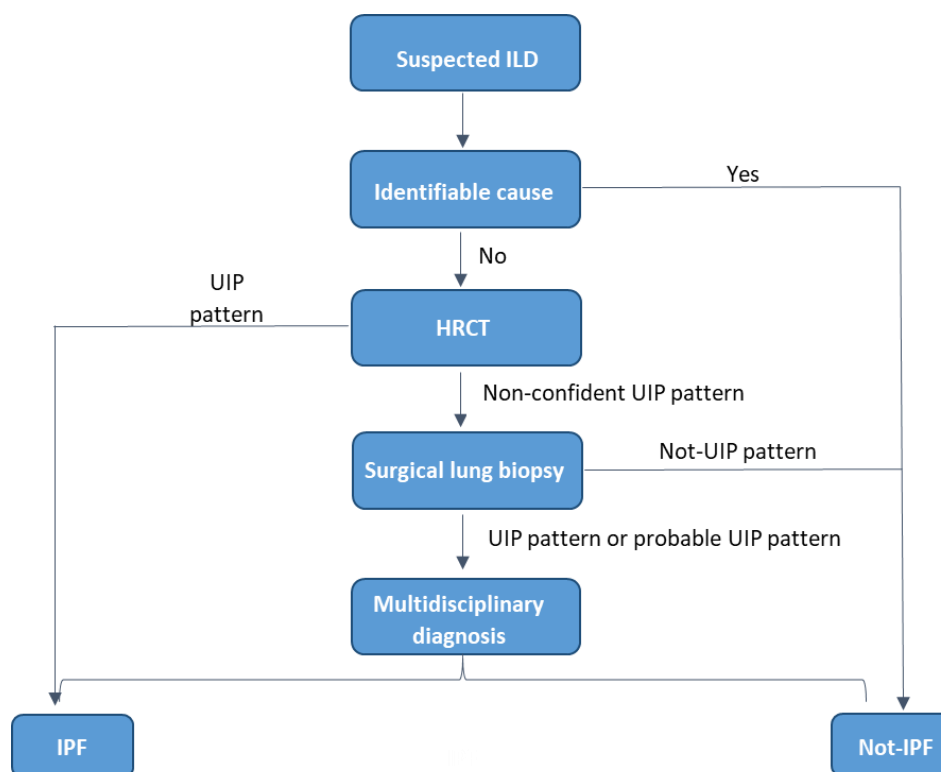 Suspected ILD
Identifiable cause
Yes
No
UIP
pattern
HRCT
Non-confident UIP pattern
Surgical lung biopsy
Not-UIP pattern
UIP pattern or probable UIP pattern
Multidisciplinary
diagnosis
IPF
Not-IPF